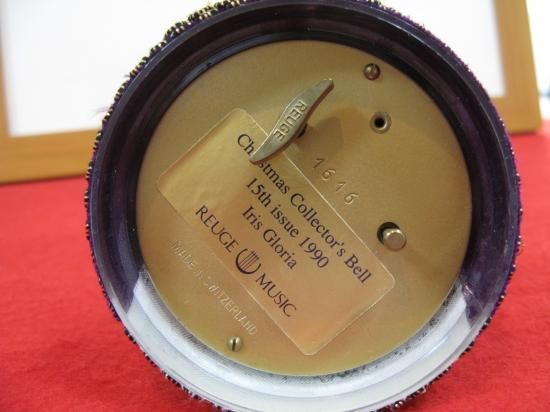 REUGE
1616
Christmas Collector's Bell
15th issue 1990
Iris Gloria
REUGE MUSIC
MADE IN SWITZERLAND